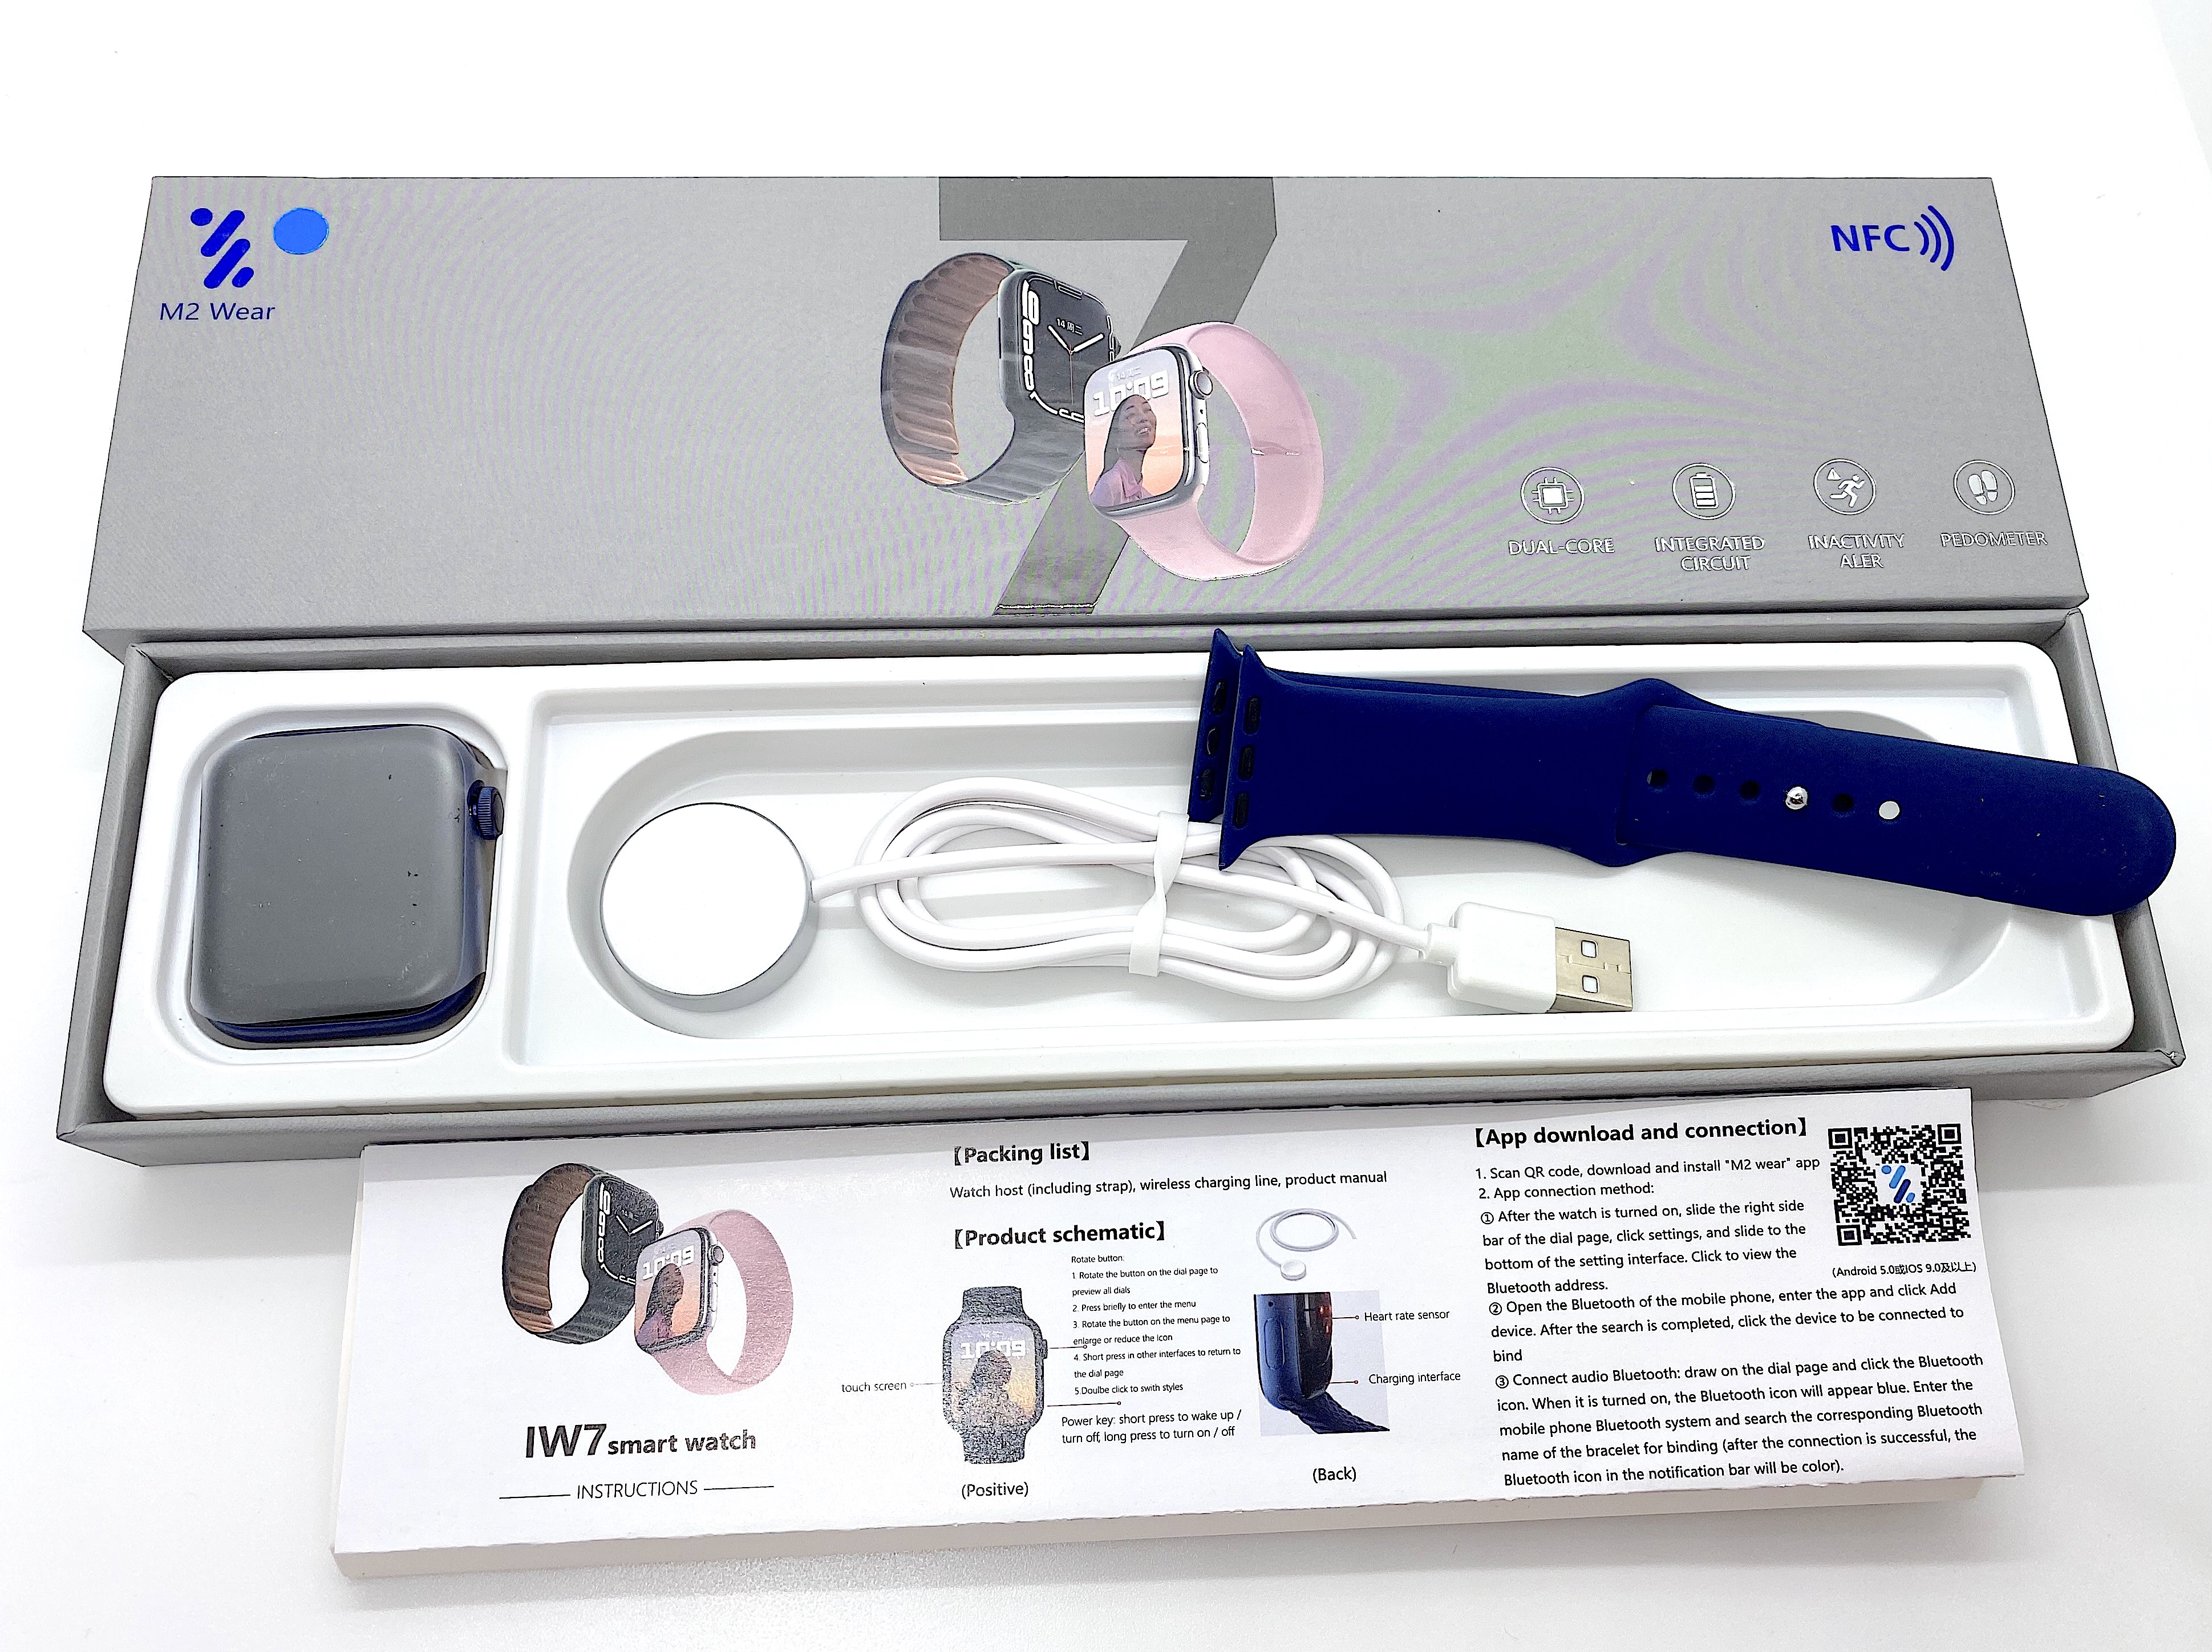 M2 Wear
7
NFC
14 周二
10:09
DUAL-CORE
INTEGRATED
CIRCUIT
INACTIVITY
ALER
PEDOMETER
10:09
IW7 smart watch
INSTRUCTIONS
【Packing list】
Watch host (including strap), wireless charging line, product manual
【Product schematic】
Rotate button:
1. Rotate the button on the dial page to
preview all dials
2. Press briefly to enter the menu
3. Rotate the button on the menu page to
enlarge or reduce the icon
4. Short press in other interfaces to return to
the dial page
5.Doulbe click to swith styles
touch screen
10:09
Power key: short press to wake up /
turn off, long press to turn on / off
(Positive)
Heart rate sensor
Charging interface
(Back)
【App download and connection】
1. Scan QR code, download and install "M2 wear" app
2. App connection method:
① After the watch is turned on, slide the right side
bar of the dial page, click settings, and slide to the
bottom of the setting interface. Click to view the
Bluetooth address.
(Android 5.0或IOS 9.0及以上)
② Open the Bluetooth of the mobile phone, enter the app and click Add
device. After the search is completed, click the device to be connected to
bind
③ Connect audio Bluetooth: draw on the dial page and click the Bluetooth
icon. When it is turned on, the Bluetooth icon will appear blue. Enter the
mobile phone Bluetooth system and search the corresponding Bluetooth
name of the bracelet for binding (after the connection is successful, the
Bluetooth icon in the notification bar will be color).